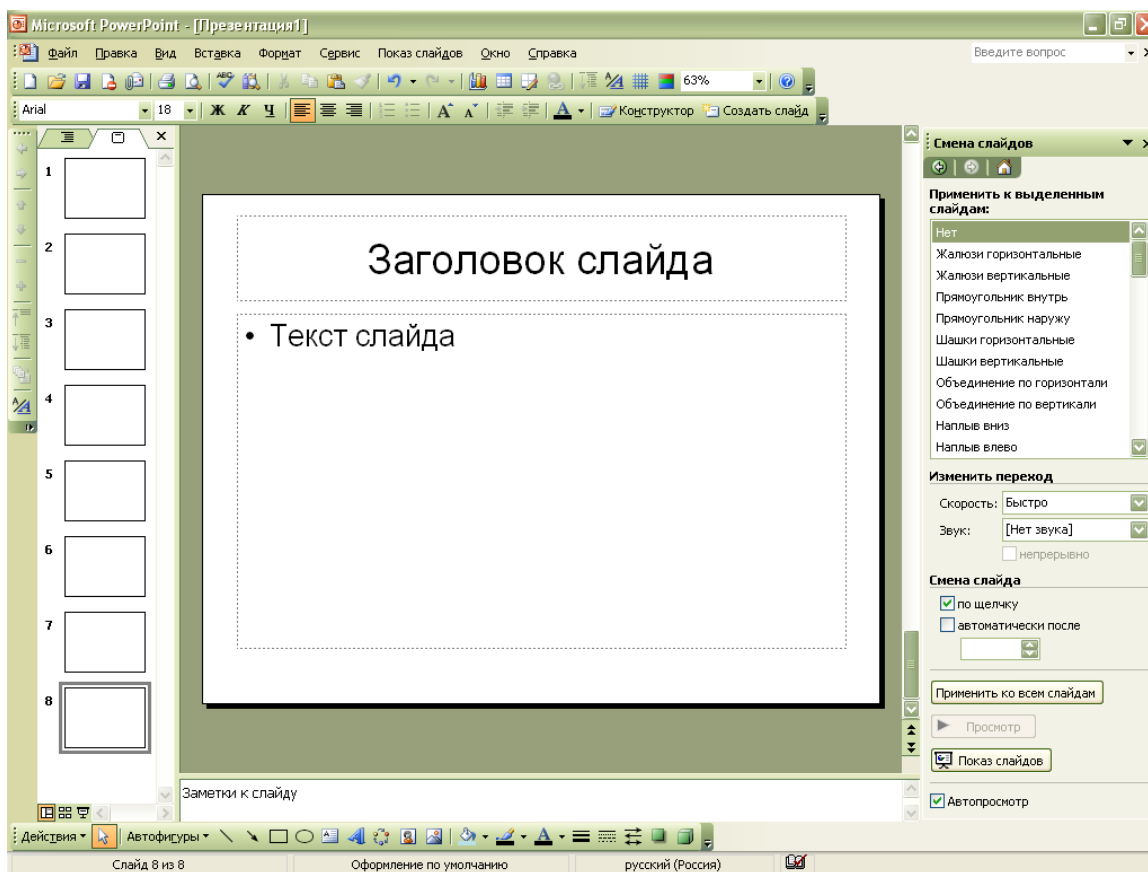 Microsoft PowerPoint - [Презентация1]
Файл Правка Вид Вставка Формат Сервис Показ слайдов Окно Справка Введите вопрос
63%
Arial 18 Ж К Ч Конструктор Создать слайд
1
2
3
4
5
6
7
8
Заголовок слайда
• Текст слайда
Заметки к слайду
Смена слайдов
Применить к выделенным
слайдам:
Нет
Жалюзи горизонтальные
Жалюзи вертикальные
Прямоугольник внутрь
Прямоугольник наружу
Шашки горизонтальные
Шашки вертикальные
Объединение по горизонтали
Объединение по вертикали
Наплыв вниз
Наплыв влево
Изменить переход
Скорость: Быстро
Звук: [Нет звука]
непрерывно
Смена слайда
по щелчку
автоматически после
Применить ко всем слайдам
Просмотр
Показ слайдов
Автопросмотр
Действия Автофигуры
Слайд 8 из 8 Оформление по умолчанию русский (Россия)